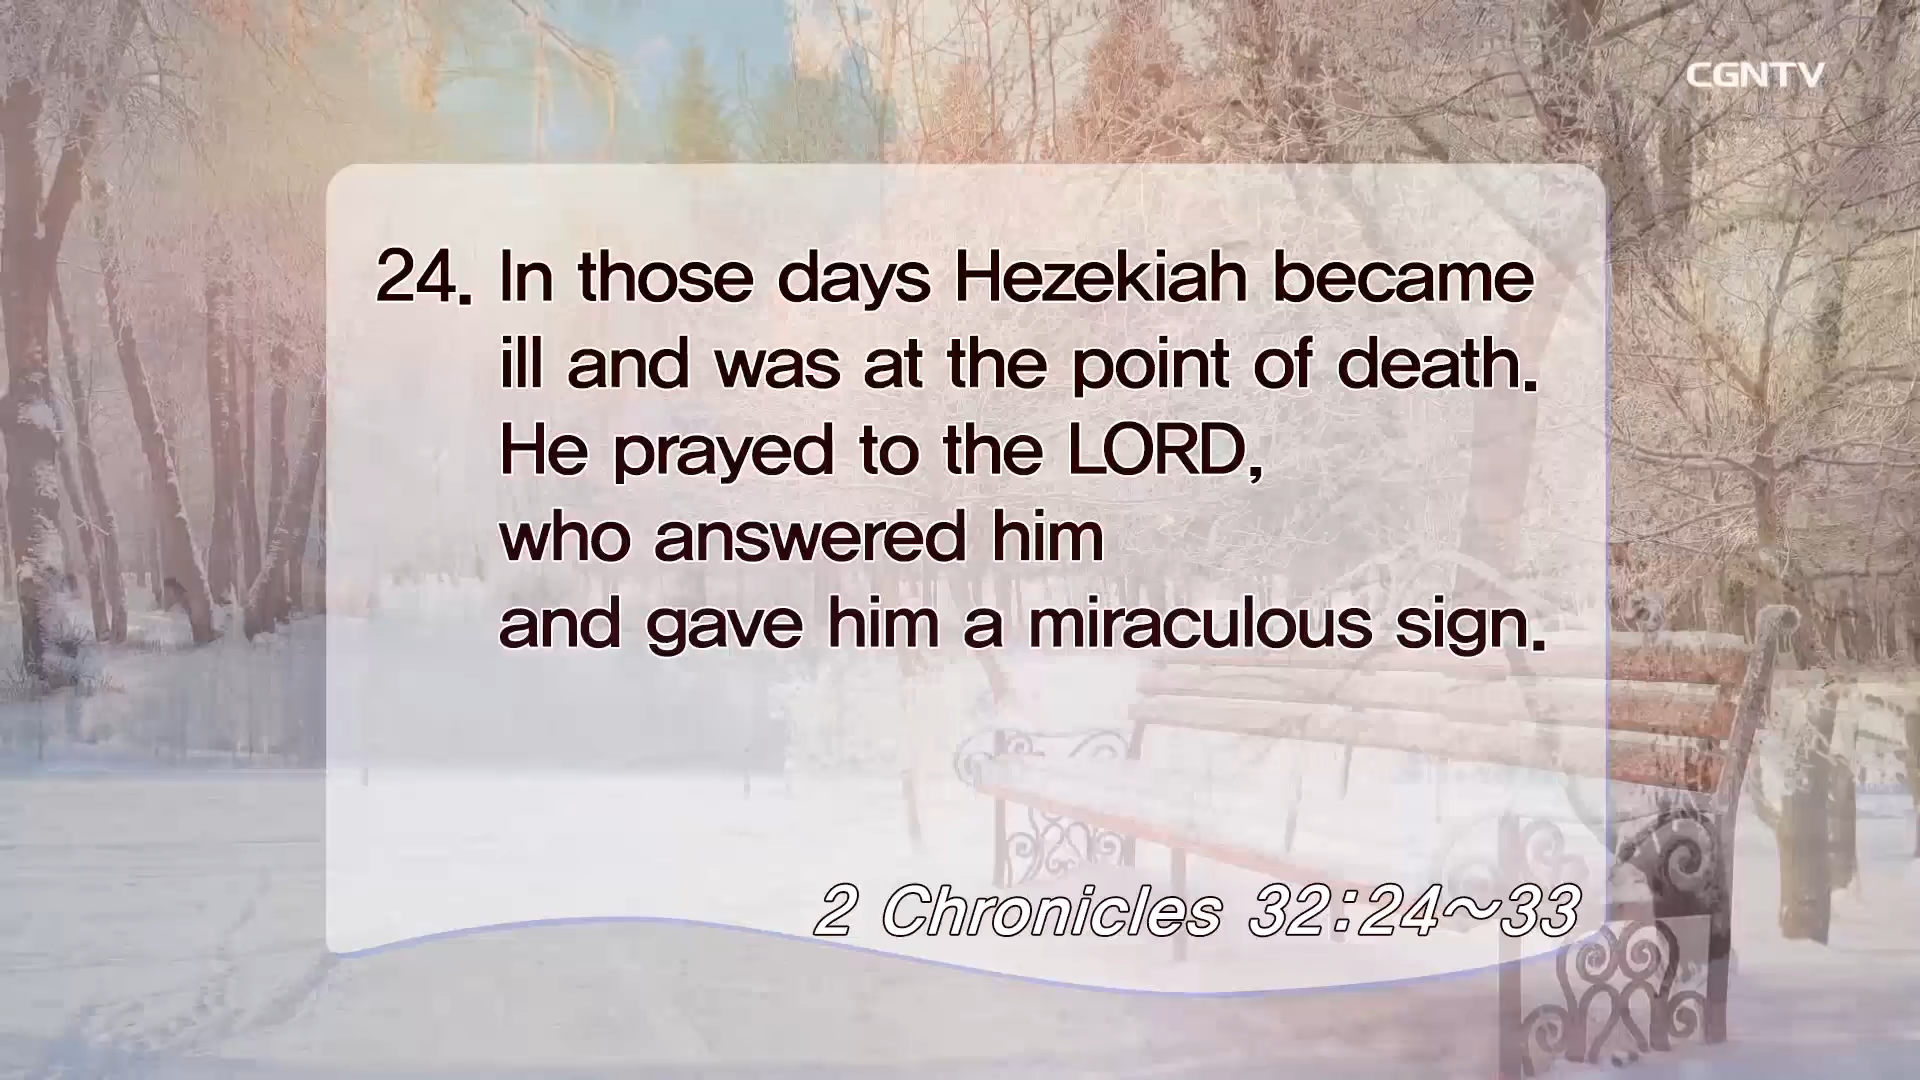 CGNTV
24. In those days Hezekiah became
ill and was at the point of death.
He prayed to the LORD,
who answered him
and gave him a miraculous sign.
2 Chronicles 32:24~33